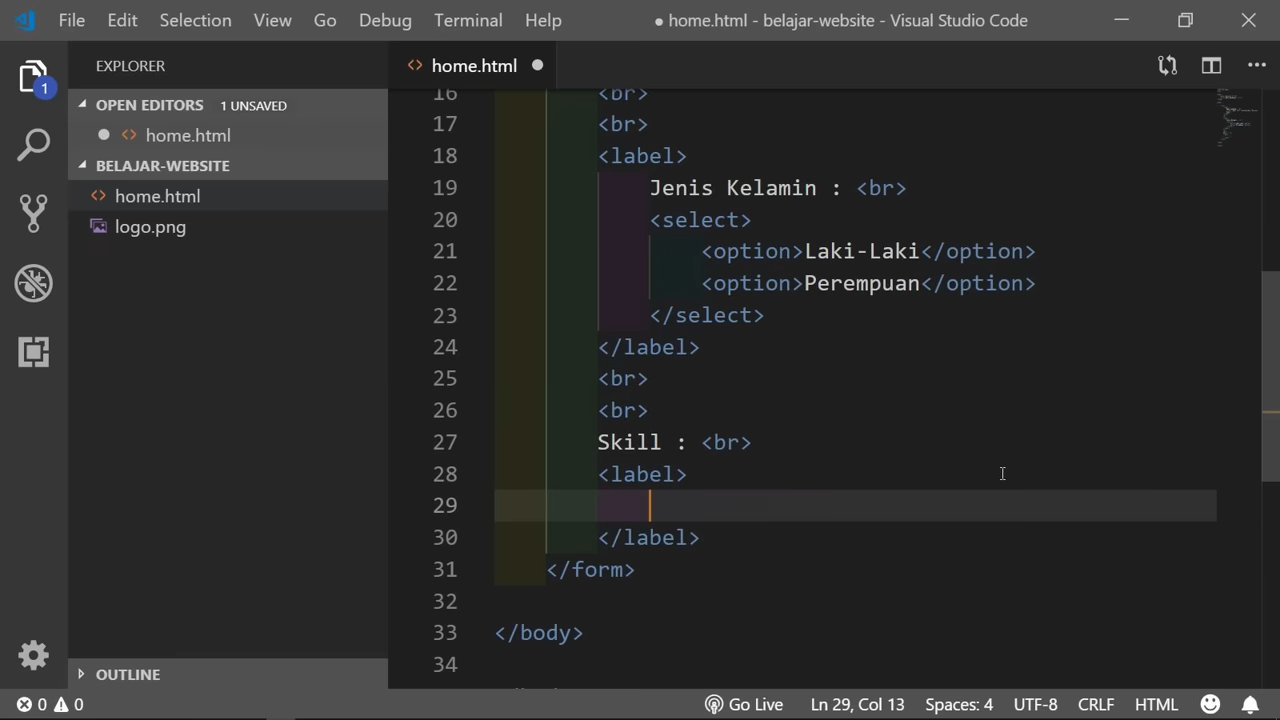 File Edit Selection View Go Debug Terminal Help ● home.html - belajar-website - Visual Studio Code
EXPLORER
OPEN EDITORS 1 UNSAVED
home.html
BELAJAR-WEBSITE
home.html
logo.png
OUTLINE
1
home.html
16 <br>
17 <br>
18 <label>
19 Jenis Kelamin : <br>
20 <select>
21 <option>Laki-Laki</option>
22 <option>Perempuan</option>
23 </select>
24 </label>
25 <br>
26 <br>
27 Skill : <br>
28 <label>
29
30 </label>
31 </form>
32
33 </body>
34
0 0 Go Live Ln 29, Col 13 Spaces: 4 UTF-8 CRLF HTML